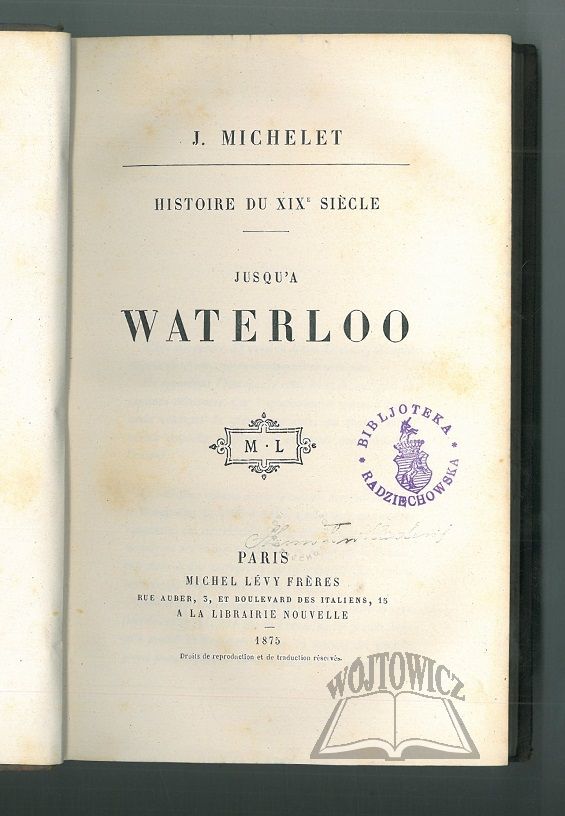 J. MICHELET
HISTOIRE DU XIXᴱ SIÈCLE
JUSQU'A
WATERLOO
M · L
* BIBLJOTEKA *
RADZIECHOWSKA
PARIS
MICHEL LÉVY FRÈRES
RUE AUBER, 3, ET BOULEVARD DES ITALIENS, 15
A LA LIBRAIRIE NOUVELLE
1875
Droits de reproduction et de traduction réservés.
WOJTOWICZ